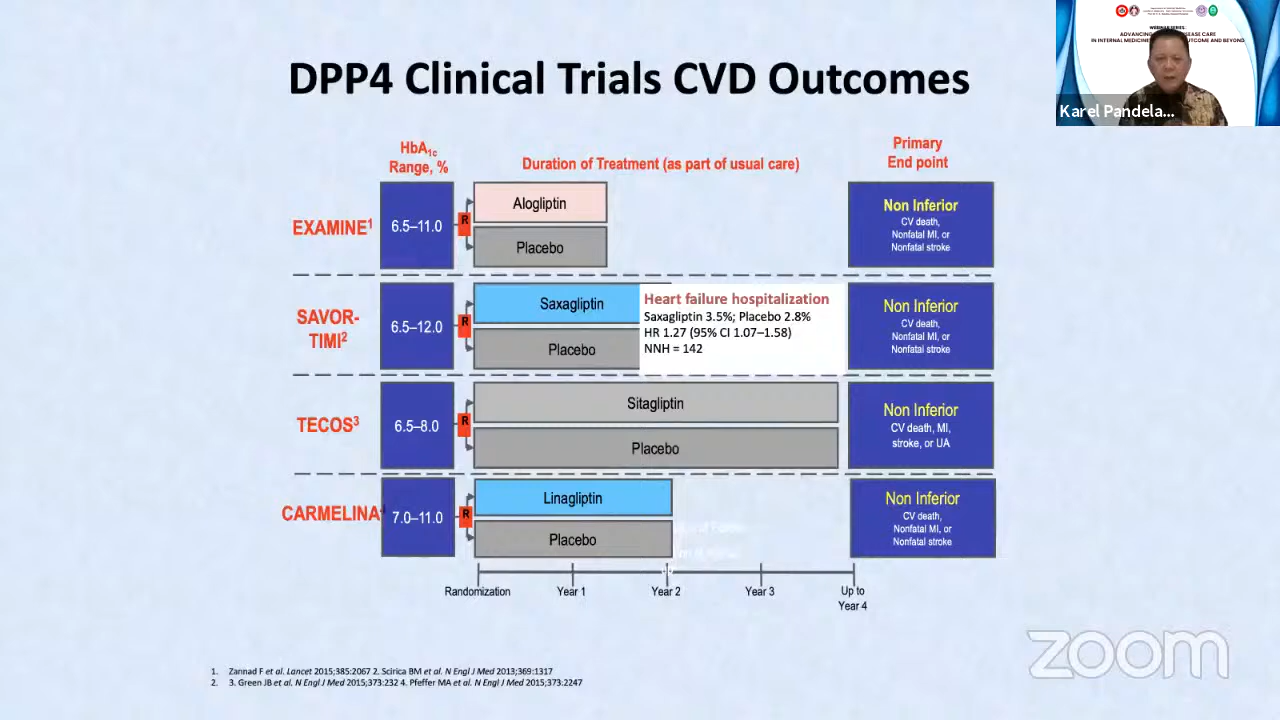 DPP4 Clinical Trials CVD Outcomes
WEBINAR SERIES:
Karel Pandela...
HbA1c
Range, %
Duration of Treatment (as part of usual care)
Primary
End point
EXAMINE1
6.5–11.0
R
Alogliptin
Placebo
Non Inferior
CV death,
Nonfatal MI, or
Nonfatal stroke
SAVOR-
TIMI2
6.5–12.0
R
Saxagliptin
Placebo
Heart failure hospitalization
Saxagliptin 3.5%; Placebo 2.8%
HR 1.27 (95% CI 1.07–1.58)
NNH = 142
Non Inferior
CV death,
Nonfatal MI, or
Nonfatal stroke
TECOS3
6.5–8.0
R
Sitagliptin
Placebo
Non Inferior
CV death, MI,
stroke, or UA
CARMELINA4
7.0–11.0
R
Linagliptin
Placebo
Non Inferior
CV death,
Nonfatal MI, or
Nonfatal stroke
Randomization
Year 1
Year 2
Year 3
Up to
Year 4
1. Zannad F et al. Lancet 2015;385:2067 2. Scirica BM et al. N Engl J Med 2013;369:1317
2. 3. Green JB et al. N Engl J Med 2015;373:232 4. Pfeffer MA et al. N Engl J Med 2015;373:2247
zoom